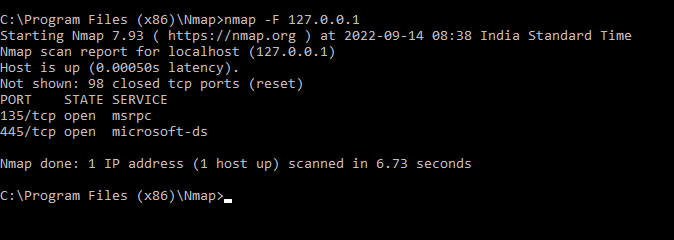 C:\Program Files (x86)\Nmap>nmap -F 127.0.0.1
Starting Nmap 7.93 ( https://nmap.org ) at 2022-09-14 08:38 India Standard Time
Nmap scan report for localhost (127.0.0.1)
Host is up (0.00050s latency).
Not shown: 98 closed tcp ports (reset)
PORT    STATE SERVICE
135/tcp open  msrpc
445/tcp open  microsoft-ds
Nmap done: 1 IP address (1 host up) scanned in 6.73 seconds
C:\Program Files (x86)\Nmap>